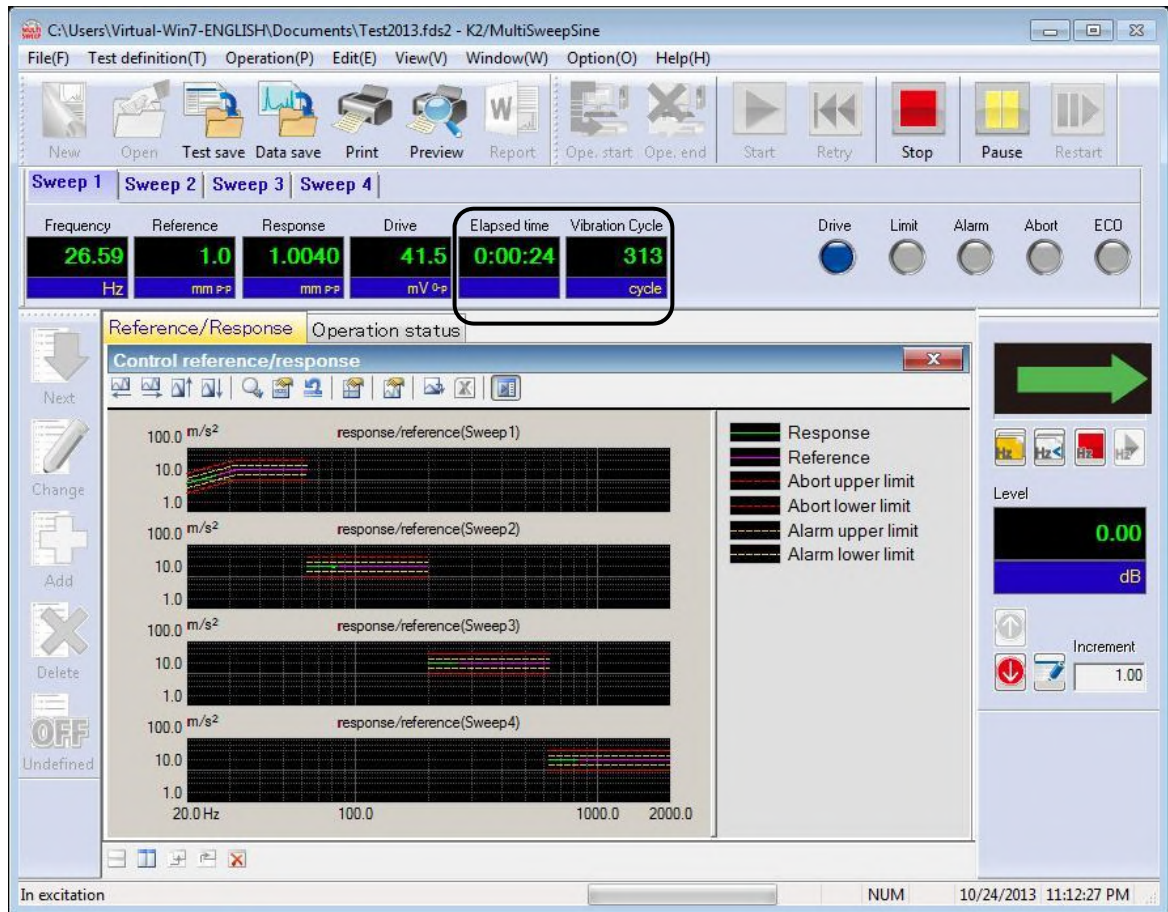 C:\Users\Virtual-Win7-ENGLISH\Documents\Test2013.fds2 - K2/MultiSweepSine
File(F) Test definition(T) Operation(P) Edit(E) View(V) Window(W) Option(O) Help(H)
New Open Test save Data save Print Preview Report Ope. start Ope. end Start Retry Stop Pause Restart
Sweep 1 Sweep 2 Sweep 3 Sweep 4
Frequency Reference Response Drive Elapsed time Vibration Cycle Drive Limit Alarm Abort ECO
26.59 1.0 1.0040 41.5 0:00:24 313
Hz mm P-P mm P-P mV 0-P cycle
Reference/Response Operation status
Control reference/response
Next
Change
Add
Delete
OFF
Undefined
100.0 m/s² response/reference(Sweep1)
10.0
1.0
100.0 m/s² response/reference(Sweep2)
10.0
1.0
100.0 m/s² response/reference(Sweep3)
10.0
1.0
100.0 m/s² response/reference(Sweep4)
10.0
1.0
20.0 Hz 100.0 1000.0 2000.0
Response
Reference
Abort upper limit
Abort lower limit
Alarm upper limit
Alarm lower limit
Hz Hz< Hz Hz
Level
0.00
dB
Increment
1.00
In excitation NUM 10/24/2013 11:12:27 PM